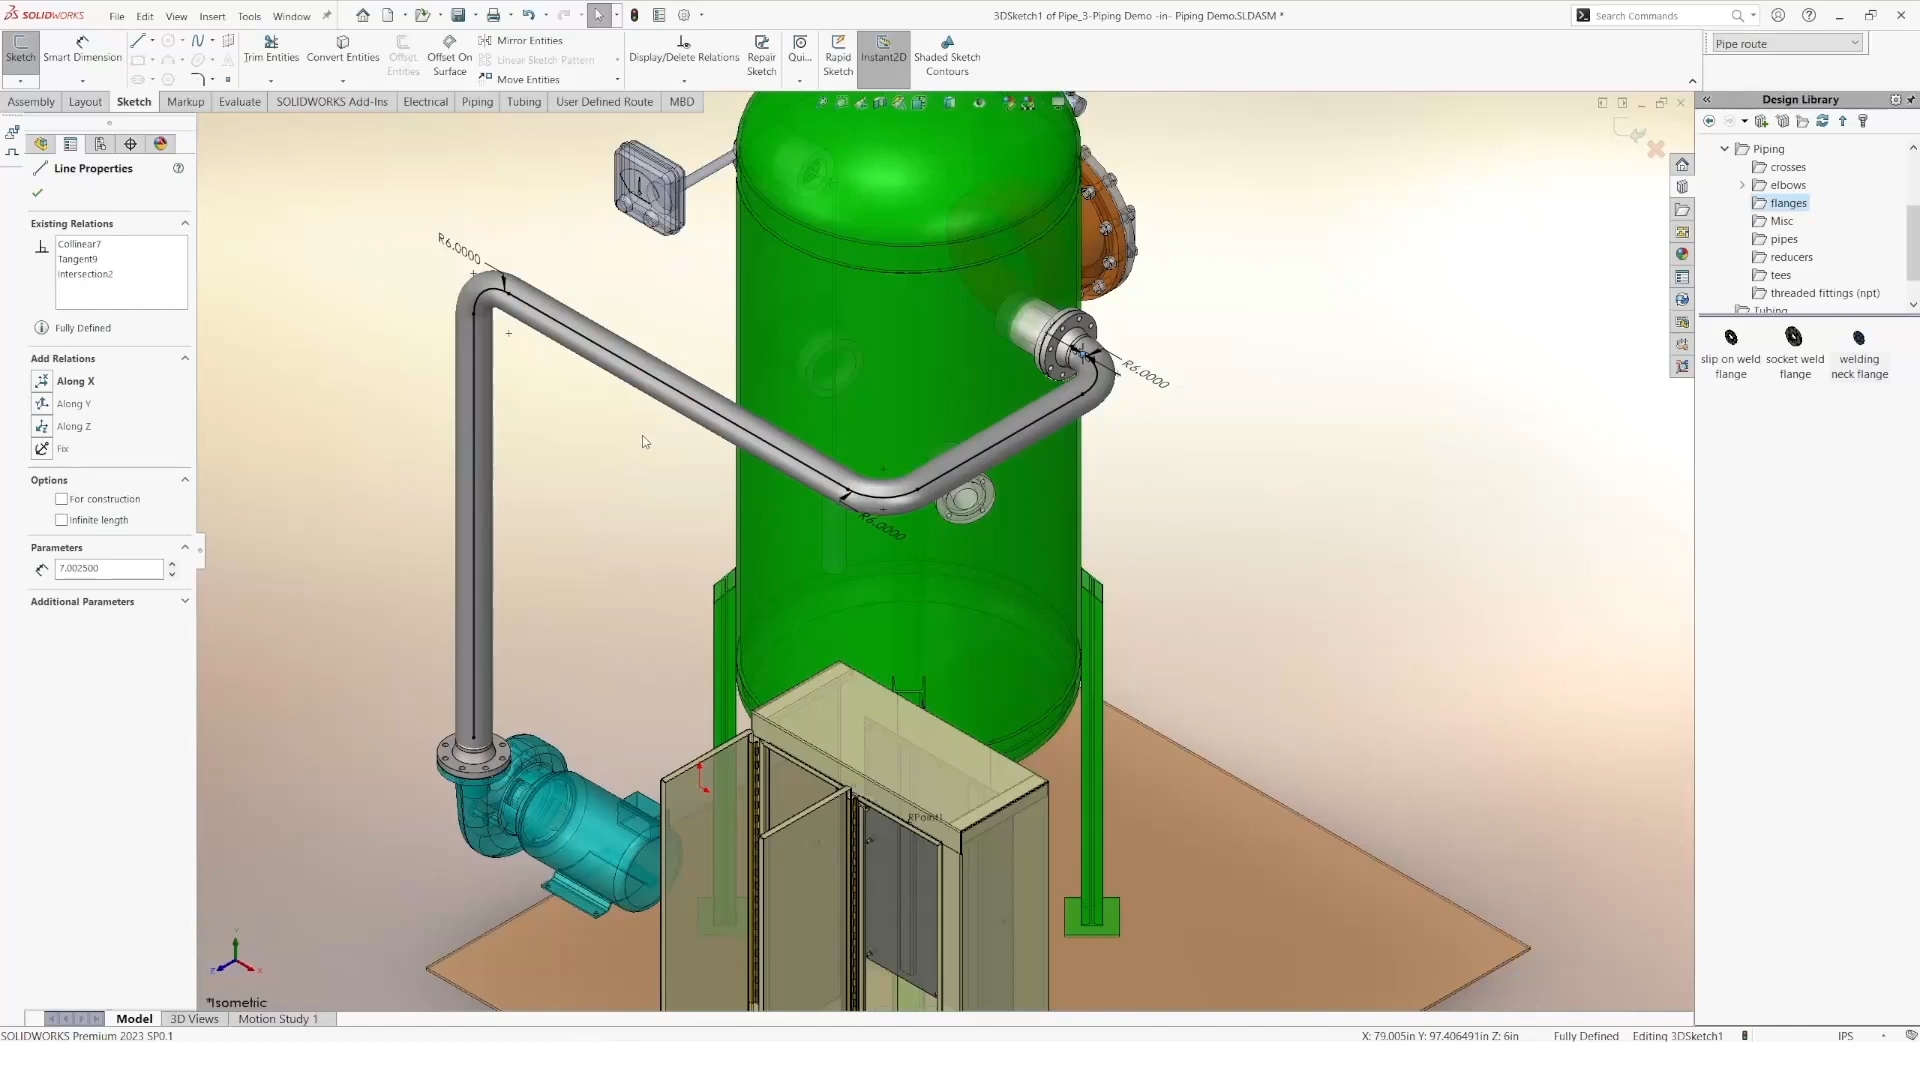 SOLIDWORKS
File Edit View Insert Tools Window
3DSketch1 of Pipe_3-Piping Demo -in- Piping Demo.SLDASM *
Search Commands
Sketch
Smart Dimension
Trim Entities
Convert Entities
Offset Entities
Offset On Surface
Mirror Entities
Linear Sketch Pattern
Move Entities
Display/Delete Relations
Repair Sketch
Qui...
Rapid Sketch
Instant2D
Shaded Sketch Contours
Pipe route
Assembly Layout Sketch Markup Evaluate SOLIDWORKS Add-Ins Electrical Piping Tubing User Defined Route MBD
Line Properties
Existing Relations
Collinear7
Tangent9
Intersection2
Fully Defined
Add Relations
Along X
Along Y
Along Z
Fix
Options
For construction
Infinite length
Parameters
7.002500
Additional Parameters
R6.0000
R6.0000
R6.0000
RPoint1
Y
X
Z
*Isometric
Design Library
Piping
crosses
elbows
flanges
Misc
pipes
reducers
tees
threaded fittings (npt)
Tubing
slip on weld flange
socket weld flange
welding neck flange
Model 3D Views Motion Study 1
SOLIDWORKS Premium 2023 SP0.1
X: 79.005in Y: 97.406491in Z: 6in Fully Defined Editing 3DSketch1 IPS